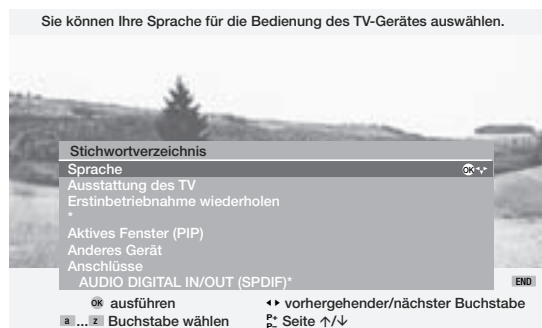 Sie können Ihre Sprache für die Bedienung des TV-Gerätes auswählen.
Stichwortverzeichnis
Sprache OK
Ausstattung des TV
Erstinbetriebnahme wiederholen
*
Aktives Fenster (PIP)
Anderes Gerät
Anschlüsse
AUDIO DIGITAL IN/OUT (SPDIF)*
END
OK ausführen ◂▸ vorhergehender/nächster Buchstabe
a ... z Buchstabe wählen P+ P– Seite ↑/↓